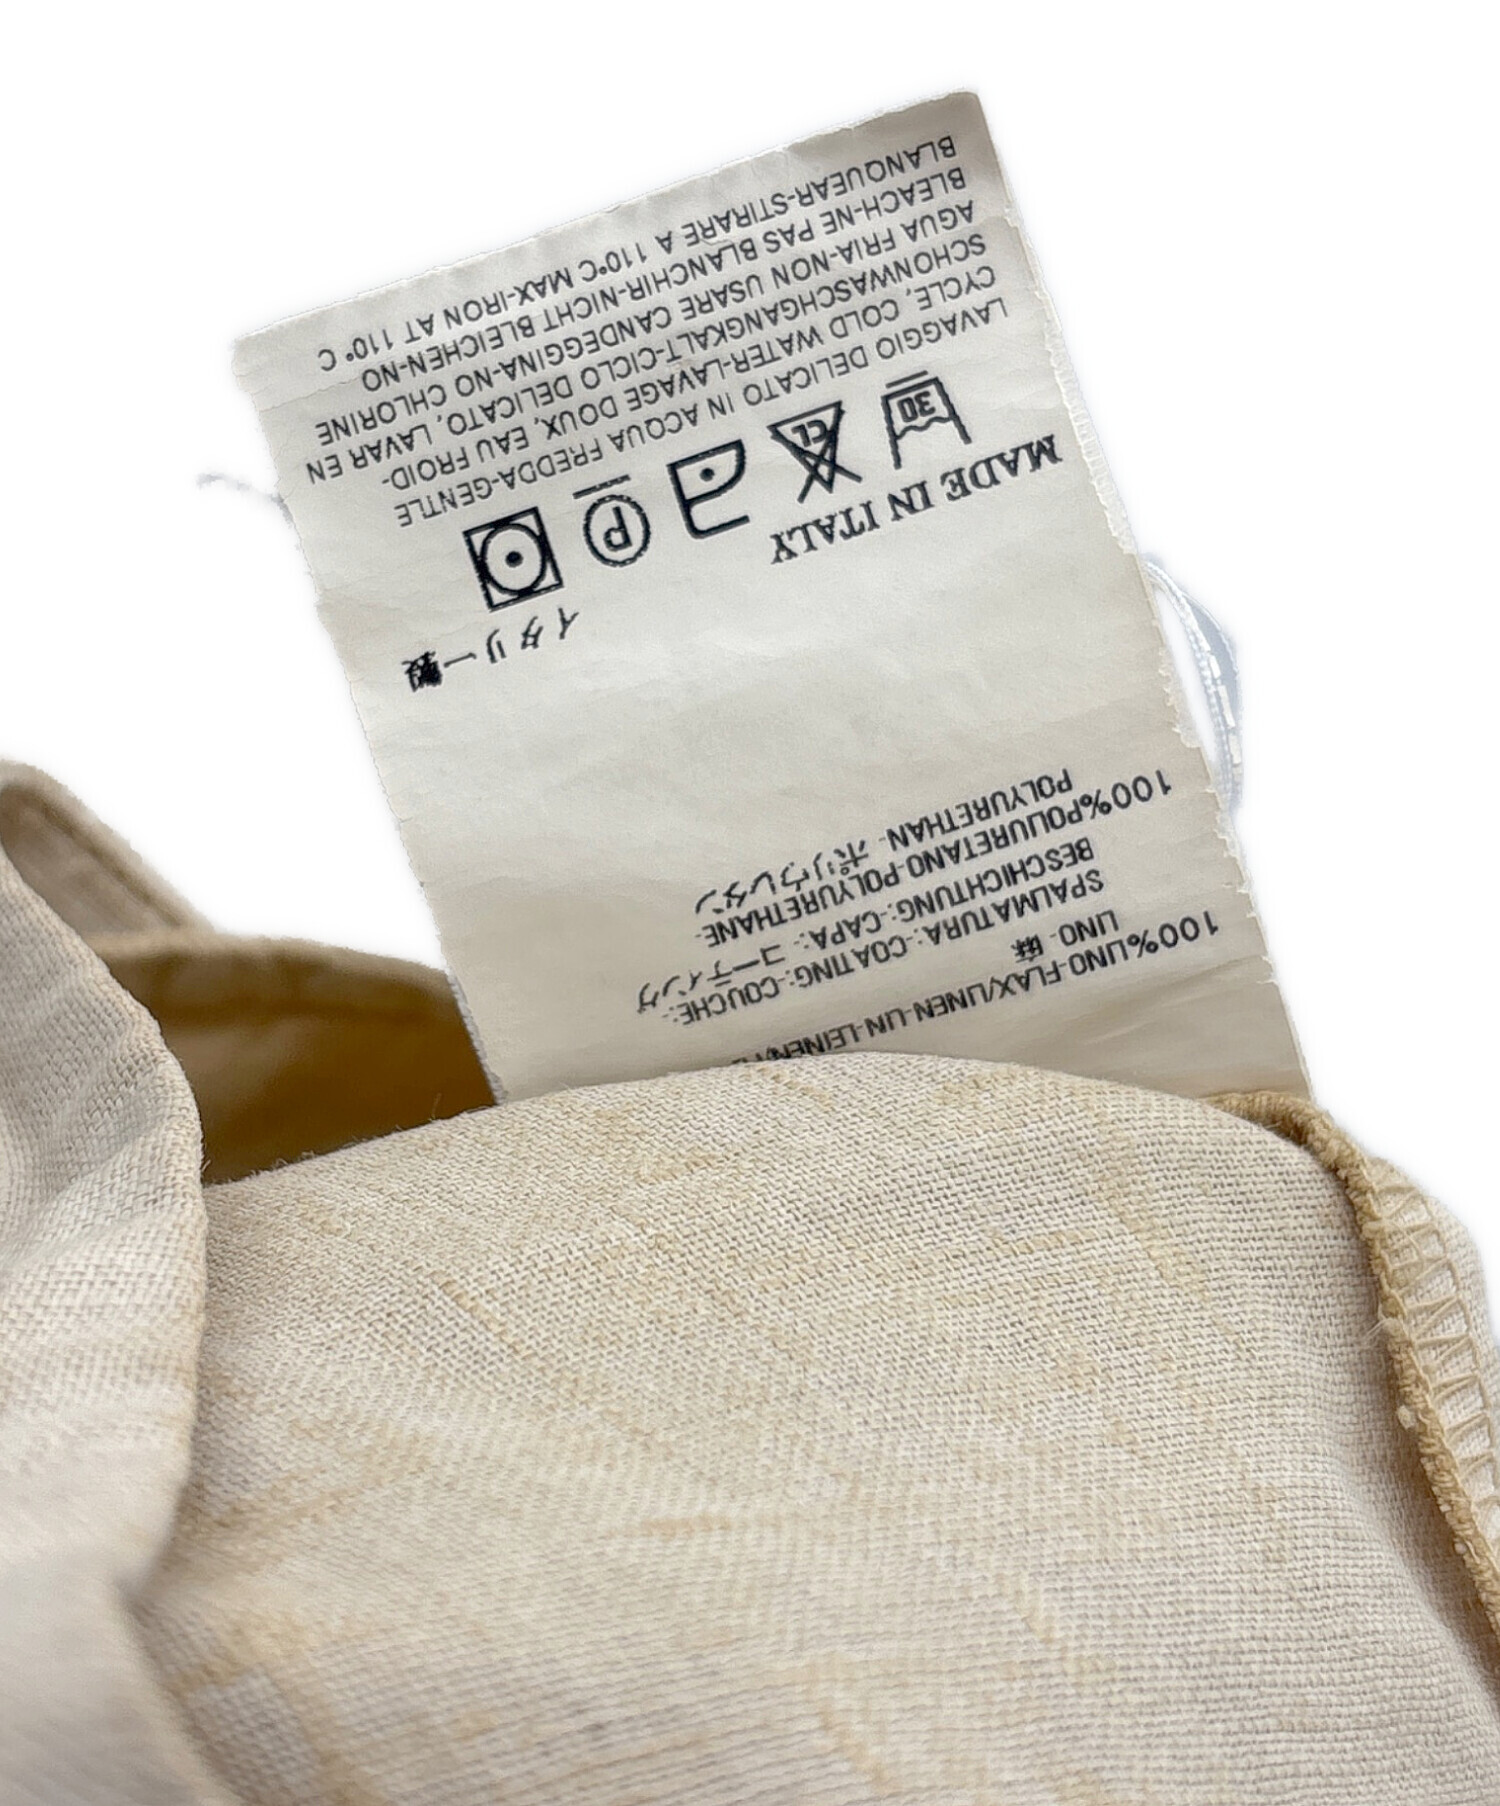 100%LINO-FLAX/LINEN-LIN-LEINEN
LINO- 麻
SPALMATURA:-COATING:-COUCHE:-
BESCHICHTUNG:-CAPA:- コーティング
100%POLIURETANO-POLYURETHANE-
POLYURETHAN- ポリウレタン
イタリー製
MADE IN ITALY
30 CL P
LAVAGGIO DELICATO IN ACQUA FREDDA-GENTLE
CYCLE, COLD WATER-LAVAGE DOUX, EAU FROID-
SCHONWASCHGANGKALT-CICLO DELICATO, LAVAR EN
AGUA FRIA-NON USARE CANDEGGINA-NO CHLORINE
BLEACH-NE PAS BLANCHIR-NICHT BLEICHEN-NO
BLANQUEAR-STIRARE A 110°C MAX-IRON AT 110°C